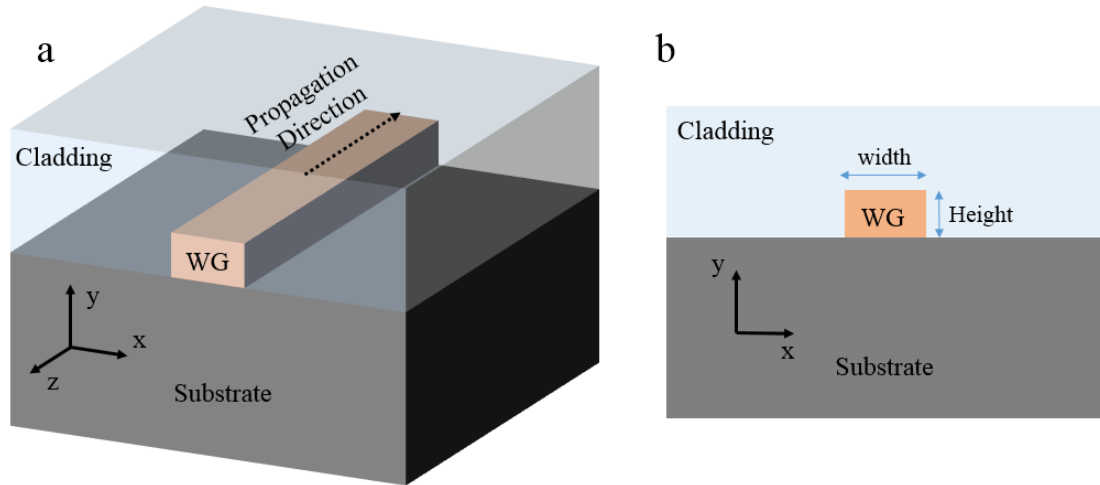 a
Propagation
Direction
Cladding
WG
y
x
z
Substrate
b
Cladding
width
WG
Height
y
x
Substrate